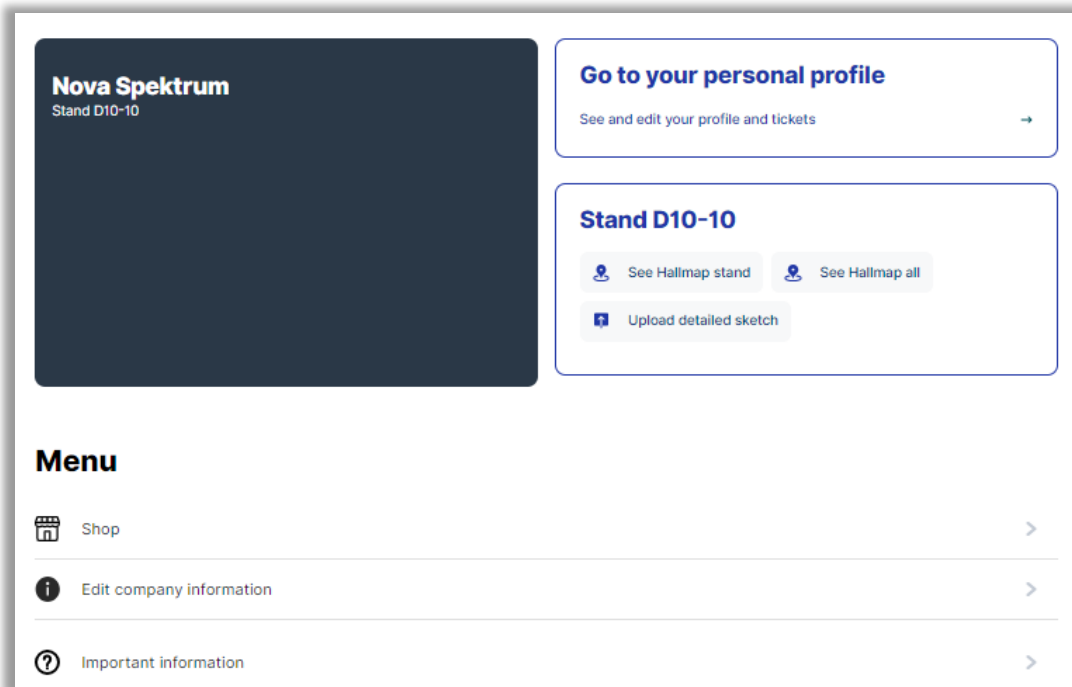 Nova Spektrum
Stand D10-10
Go to your personal profile
See and edit your profile and tickets
Stand D10-10
See Hallmap stand
See Hallmap all
Upload detailed sketch
Menu
Shop
Edit company information
Important information